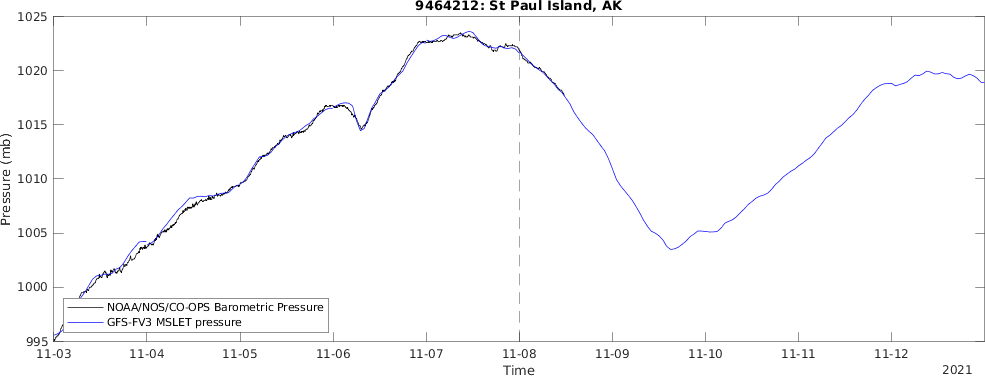 9464212: St Paul Island, AK
Pressure (mb)
1025
1020
1015
1010
1005
1000
995
NOAA/NOS/CO-OPS Barometric Pressure
GFS-FV3 MSLET pressure
11-03 11-04 11-05 11-06 11-07 11-08 11-09 11-10 11-11 11-12
Time
2021